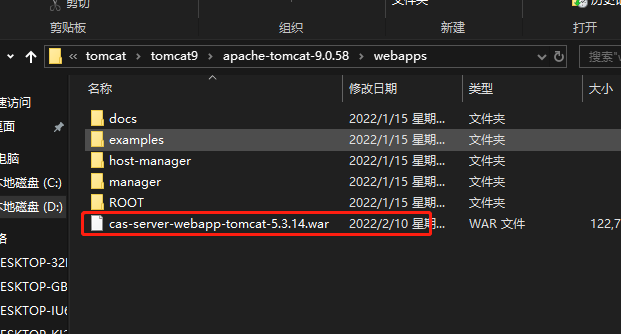 剪切
文件夹
剪贴板
组织
新建
打开
« tomcat › tomcat9 › apache-tomcat-9.0.58 › webapps
名称
修改日期
类型
大小
docs 2022/1/15 星期... 文件夹
examples 2022/1/15 星期... 文件夹
host-manager 2022/1/15 星期... 文件夹
manager 2022/1/15 星期... 文件夹
ROOT 2022/1/15 星期... 文件夹
cas-server-webapp-tomcat-5.3.14.war 2022/2/10 星期... WAR 文件 122,7
速访问
桌面
电脑
本地磁盘 (C:)
本地磁盘 (D:)
络
ESKTOP-32
ESKTOP-GB
ESKTOP-IU6